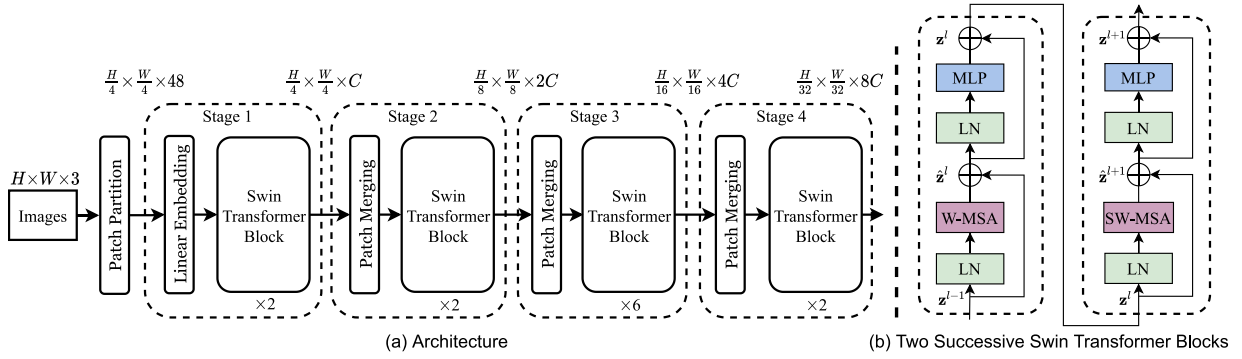 H/4 × W/4 × 48
H/4 × W/4 × C
H/8 × W/8 × 2C
H/16 × W/16 × 4C
H/32 × W/32 × 8C
Stage 1
Stage 2
Stage 3
Stage 4
H×W×3
Images
Patch Partition
Linear Embedding
Swin
Transformer
Block
×2
Patch Merging
Swin
Transformer
Block
×2
Patch Merging
Swin
Transformer
Block
×6
Patch Merging
Swin
Transformer
Block
×2
(a) Architecture
z^l
MLP
LN
ẑ^l
W-MSA
LN
z^{l-1}
z^{l+1}
MLP
LN
ẑ^{l+1}
SW-MSA
LN
z^l
(b) Two Successive Swin Transformer Blocks